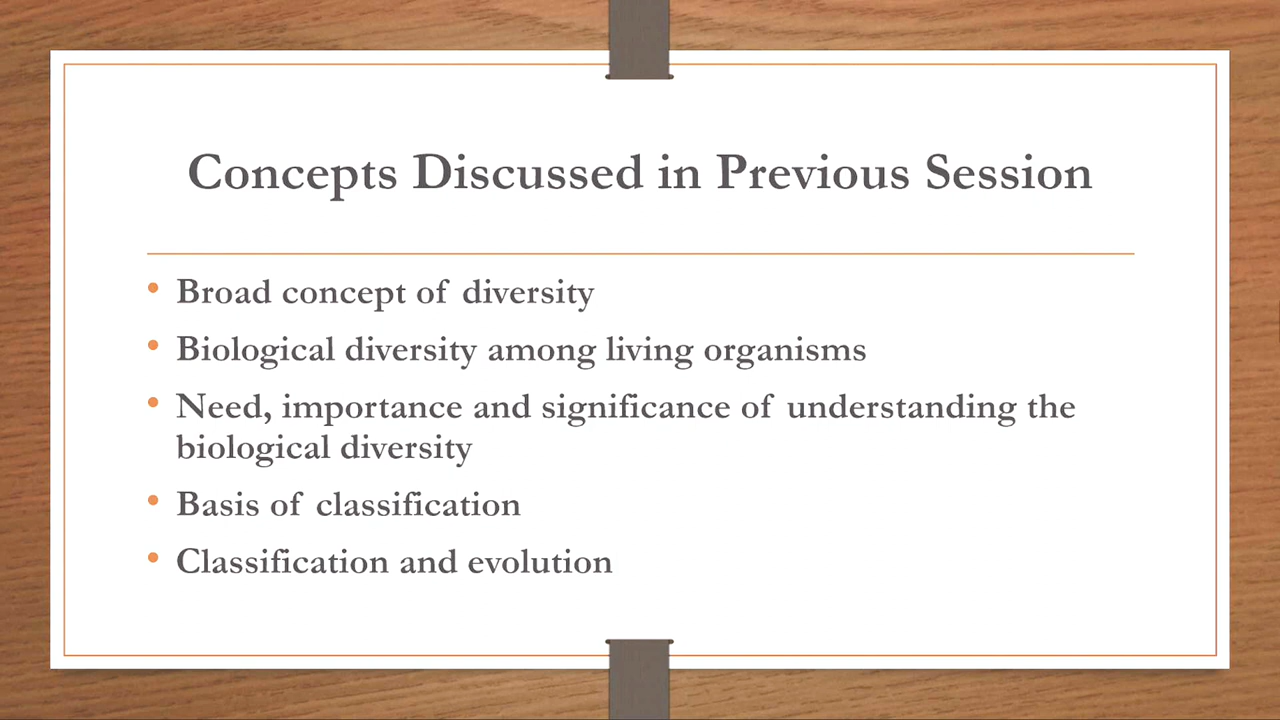 Concepts Discussed in Previous Session
• Broad concept of diversity
• Biological diversity among living organisms
• Need, importance and significance of understanding the
biological diversity
• Basis of classification
• Classification and evolution